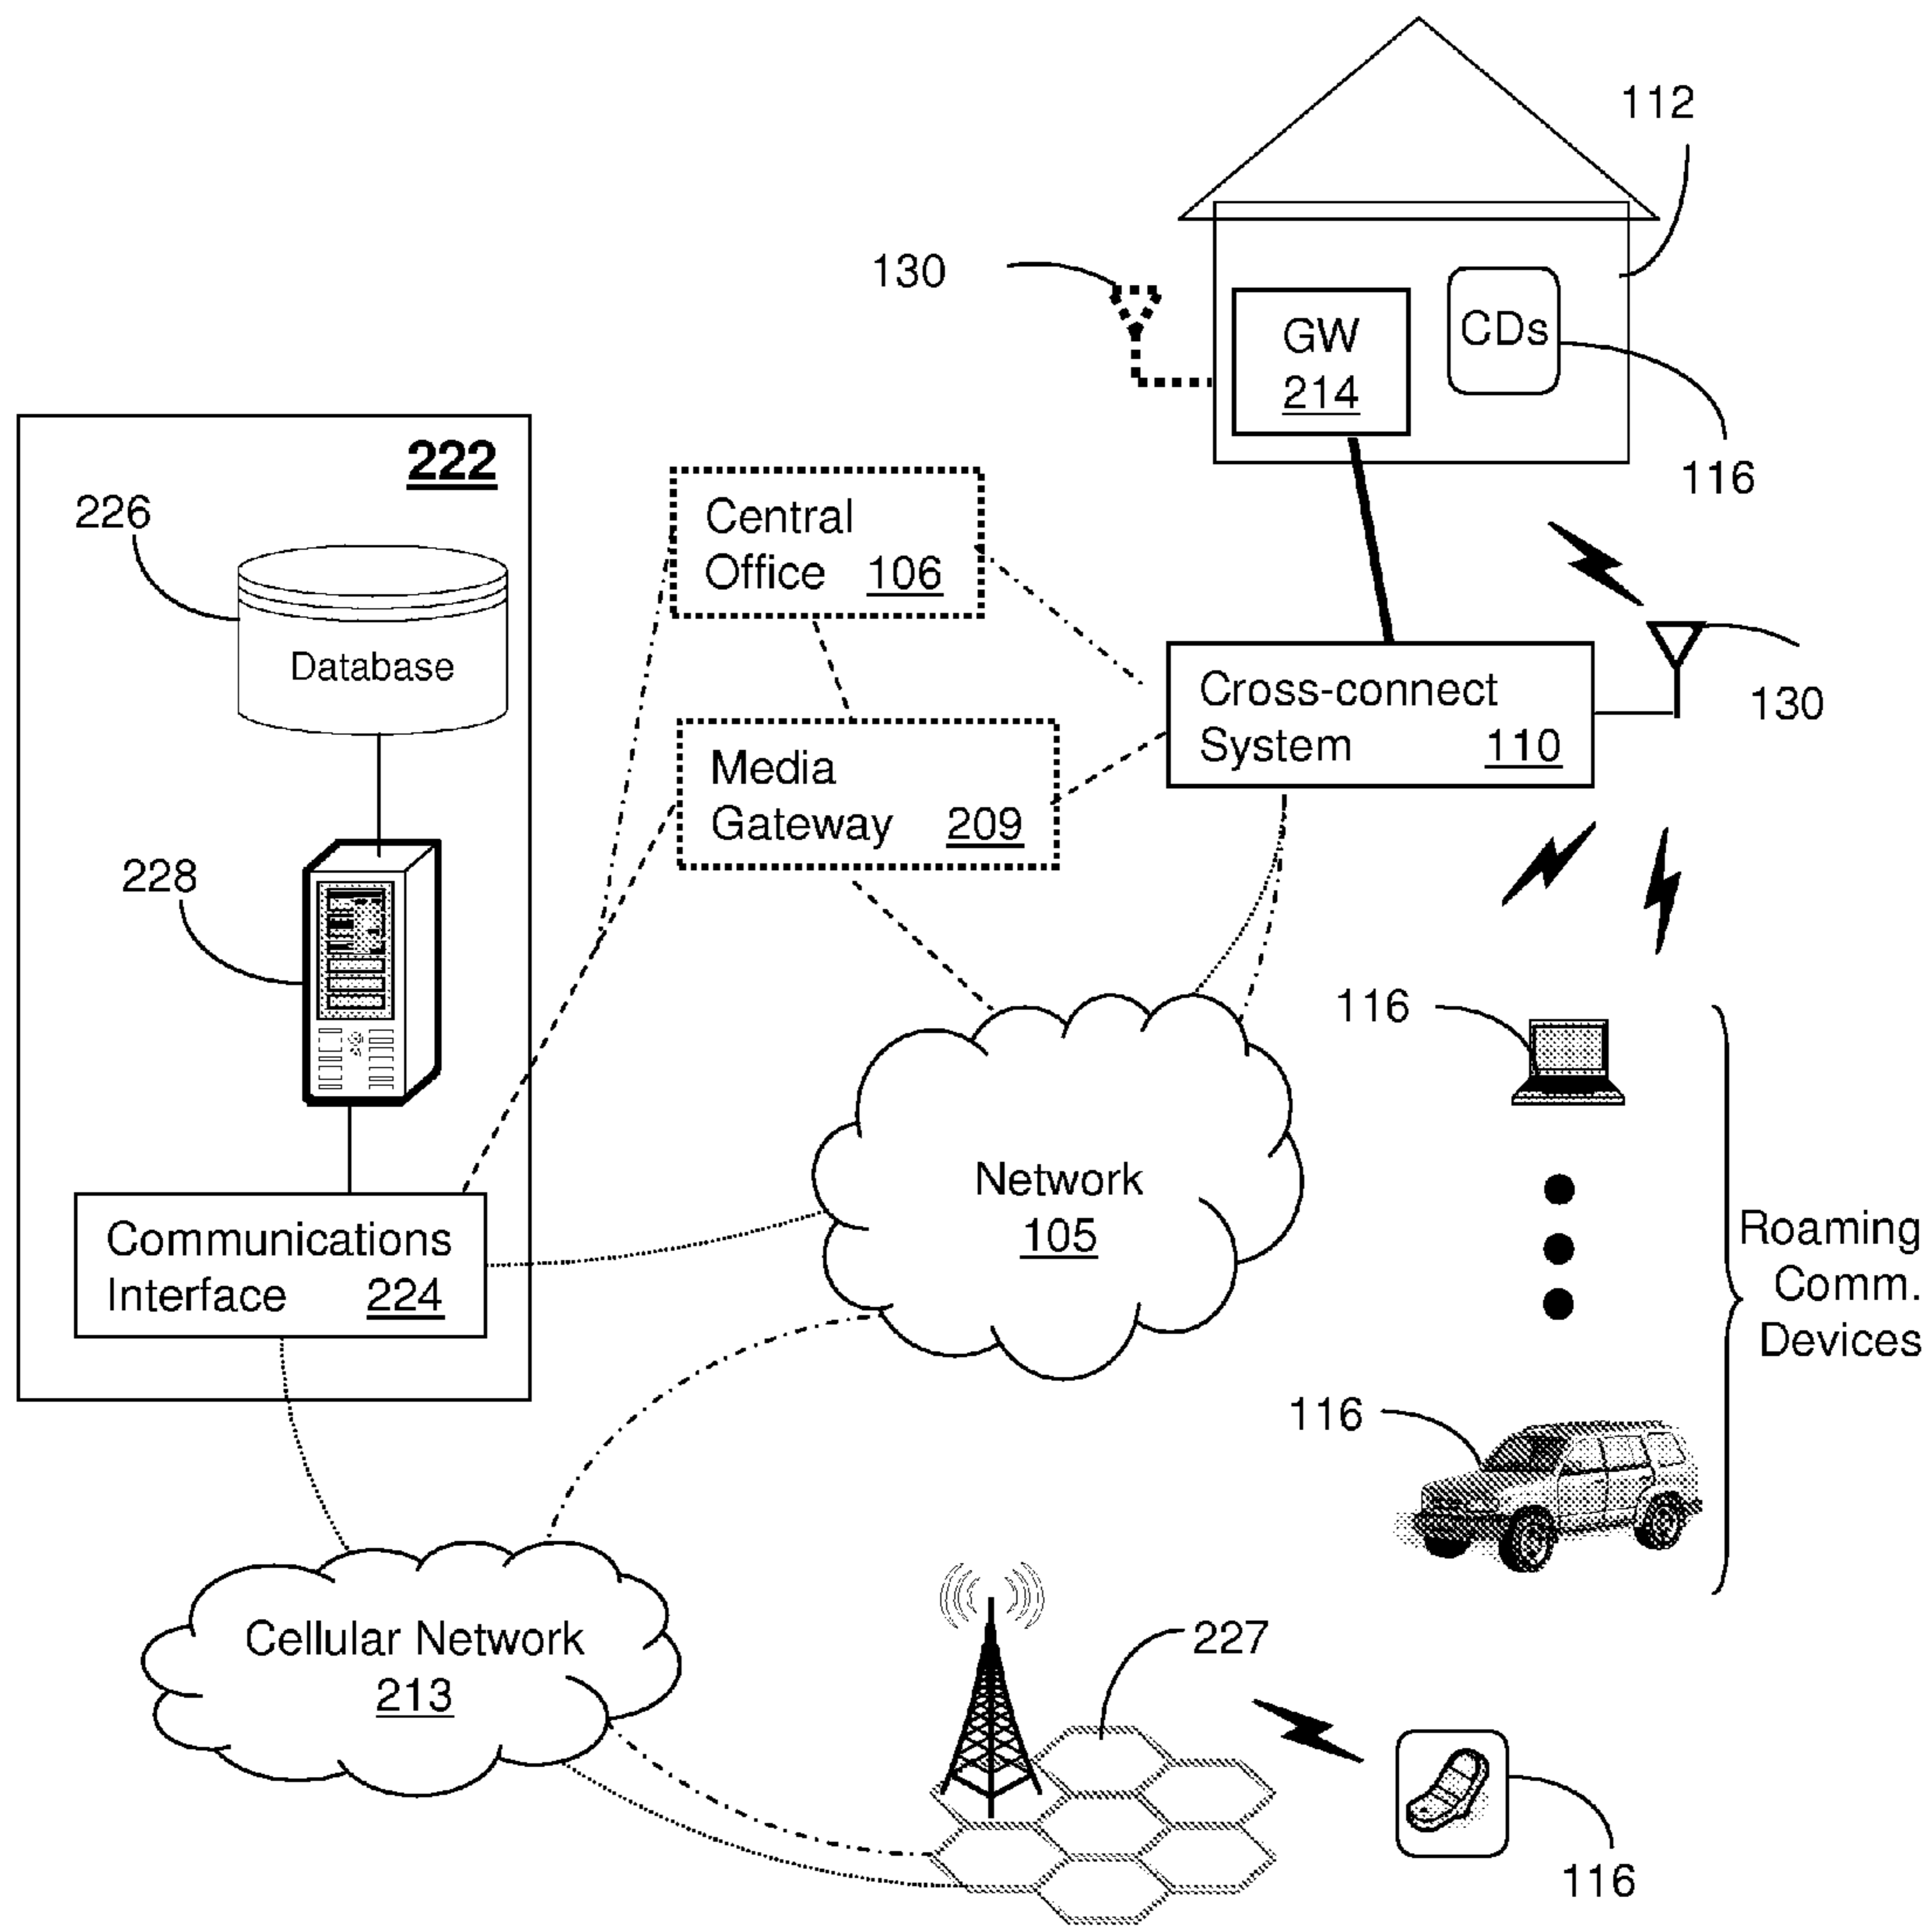 112
130
GW
214
CDs
116
222
226
Database
228
Central
Office 106
Media
Gateway 209
Cross-connect
System 110
130
Communications
Interface 224
Network
105
116
Roaming
Comm.
Devices
116
Cellular Network
213
227
116